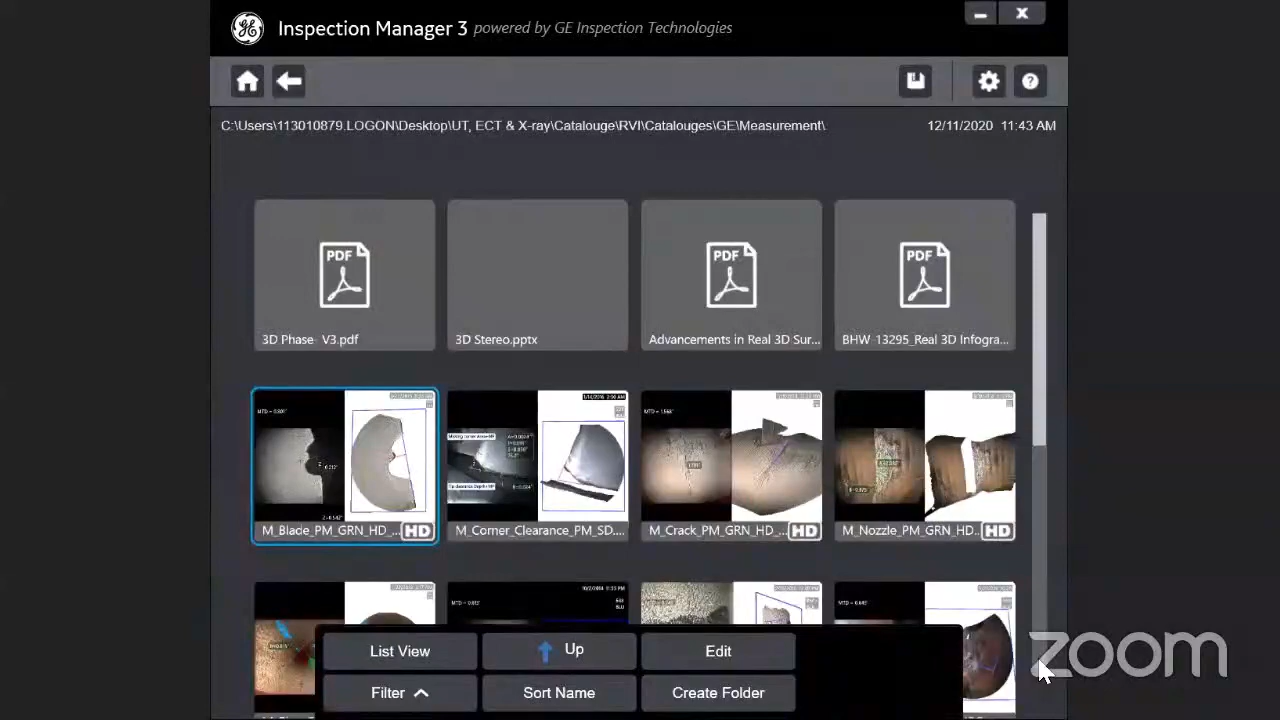 Inspection Manager 3 powered by GE Inspection Technologies
C:\Users\113010879.LOGON\Desktop\UT, ECT & X-ray\Catalouge\RVI\Catalouges\GE\Measurement\ 12/11/2020 11:43 AM
PDF PDF PDF
3D Phase- V3.pdf 3D Stereo.pptx Advancements in Real 3D Sur... BHW-13295_Real 3D Infogra...
M_Blade_PM_GRN_HD_... HD M_Corner_Clearance_PM_SD.... M_Crack_PM_GRN_HD_... HD M_Nozzle_PM_GRN_HD.. HD
List View Up Edit
Filter Sort Name Create Folder
zoom